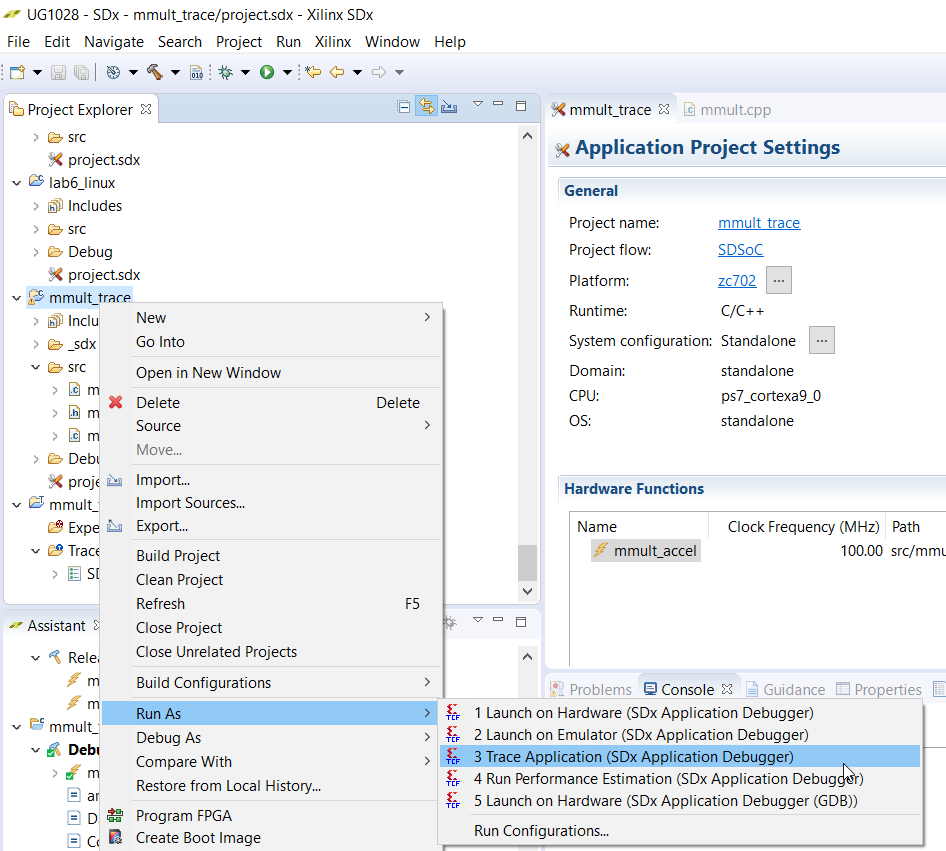 UG1028 - SDx - mmult_trace/project.sdx - Xilinx SDx
File Edit Navigate Search Project Run Xilinx Window Help
Project Explorer
src
project.sdx
lab6_linux
Includes
src
Debug
project.sdx
mmult_trace
Inclu
_sdx
src
m
m
m
Debu
proje
mmult_
Expe
Trace
SD
New
Go Into
Open in New Window
Delete Delete
Source
Move...
Import...
Import Sources...
Export...
Build Project
Clean Project
Refresh F5
Close Project
Close Unrelated Projects
Build Configurations
Run As
Debug As
Compare With
Restore from Local History...
Program FPGA
Create Boot Image
Assistant
Relea
m
m
mmult_
Debu
m
an
D
Co
1 Launch on Hardware (SDx Application Debugger)
2 Launch on Emulator (SDx Application Debugger)
3 Trace Application (SDx Application Debugger)
4 Run Performance Estimation (SDx Application Debugger)
5 Launch on Hardware (SDx Application Debugger (GDB))
Run Configurations...
mmult_trace mmult.cpp
Application Project Settings
General
Project name: mmult_trace
Project flow: SDSoC
Platform: zc702 ...
Runtime: C/C++
System configuration: Standalone ...
Domain: standalone
CPU: ps7_cortexa9_0
OS: standalone
Hardware Functions
Name Clock Frequency (MHz) Path
mmult_accel 100.00 src/mmu
Problems Console Guidance Properties